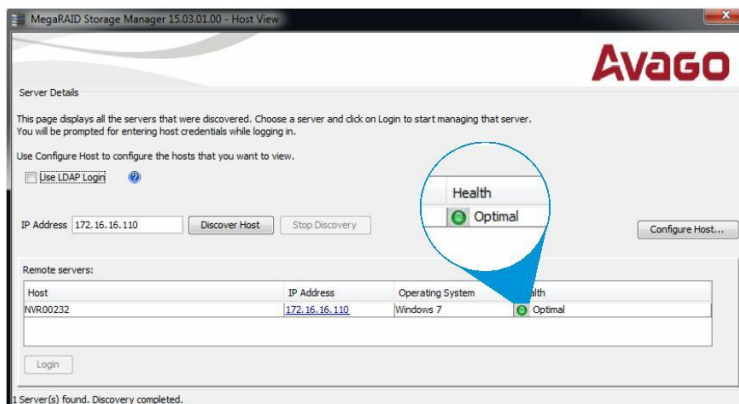 MegaRAID Storage Manager 15.03.01.00 - Host View
AVAGO
Server Details
This page displays all the servers that were discovered. Choose a server and click on Login to start managing that server.
You will be prompted for entering host credentials while logging in.
Use Configure Host to configure the hosts that you want to view.
Use LDAP Login
Health
Optimal
IP Address 172.16.16.110 Discover Host Stop Discovery Configure Host...
Remote servers:
Host IP Address Operating System alth
NVR00232 172.16.16.110 Windows 7 Optimal
Login
1 Server(s) found. Discovery completed.